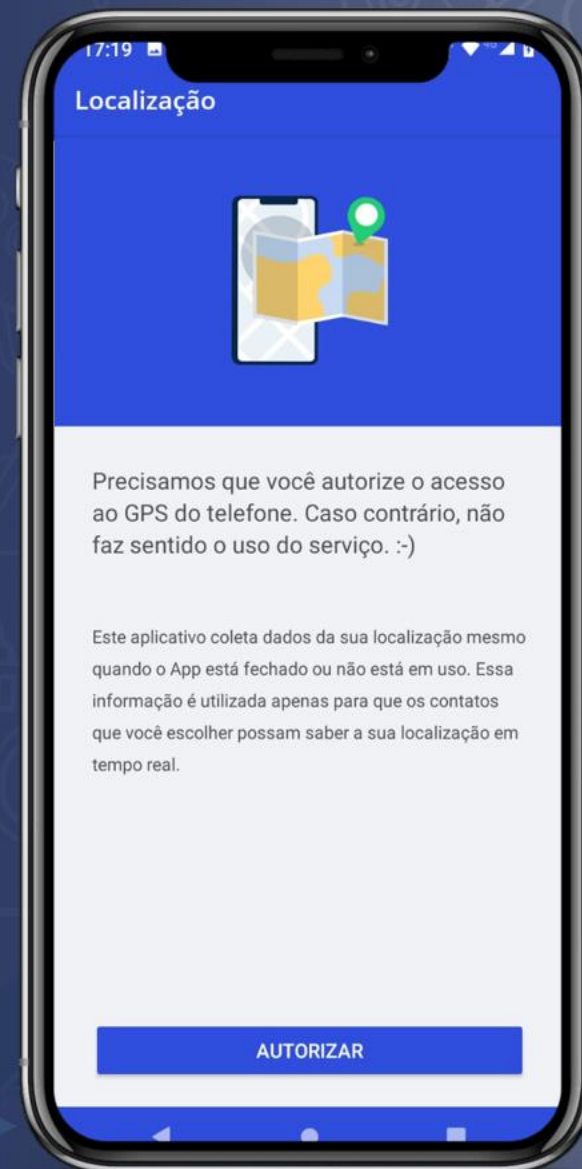 17:19
Localização
Precisamos que você autorize o acesso
ao GPS do telefone. Caso contrário, não
faz sentido o uso do serviço. :-)
Este aplicativo coleta dados da sua localização mesmo
quando o App está fechado ou não está em uso. Essa
informação é utilizada apenas para que os contatos
que você escolher possam saber a sua localização em
tempo real.
AUTORIZAR